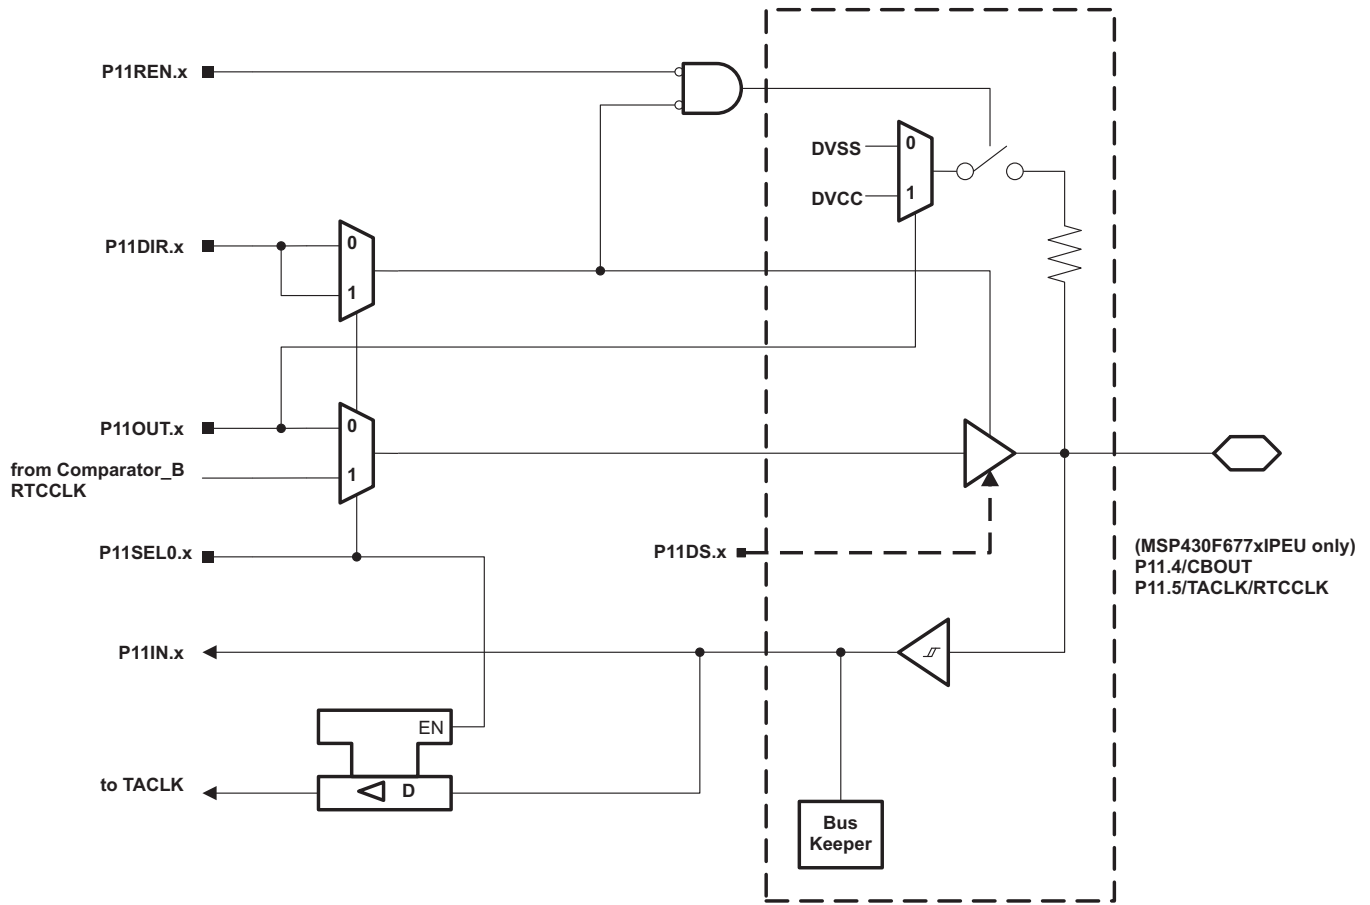 P11REN.x
DVSS
0
DVCC
1
P11DIR.x
0
1
P11OUT.x
0
from Comparator_B
RTCCLK
1
P11SEL0.x
P11DS.x
(MSP430F677xIPEU only)
P11.4/CBOUT
P11.5/TACLK/RTCCLK
P11IN.x
EN
to TACLK
D
Bus
Keeper